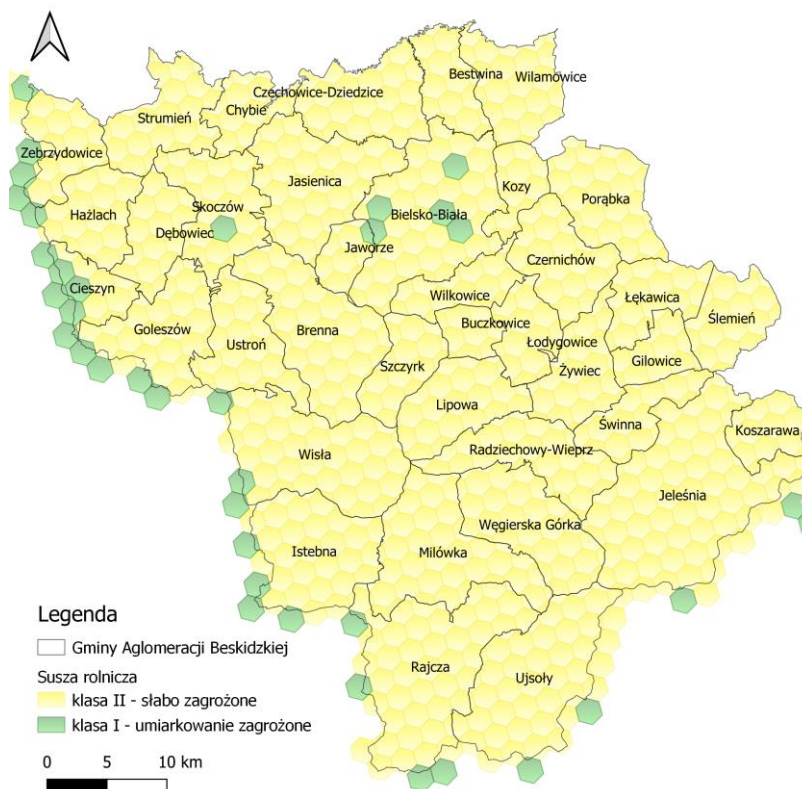 Bestwina
Wilamowice
Czechowice-Dziedzice
Chybie
Strumień
Zebrzydowice
Jasienica
Kozy
Skoczów
Porąbka
Hażlach
Bielsko-Biała
Dębowiec
Jaworze
Czernichów
Cieszyn
Wilkowice
Łękawica
Goleszów
Brenna
Ślemień
Buczkowice
Ustroń
Łodygowice
Gilowice
Szczyrk
Żywiec
Lipowa
Świnna
Koszarawa
Radziechowy-Wieprz
Wisła
Jeleśnia
Węgierska Górka
Istebna
Milówka
Rajcza
Ujsoły
Legenda
Gminy Aglomeracji Beskidzkiej
Susza rolnicza
klasa II - słabo zagrożone
klasa I - umiarkowanie zagrożone
0 5 10 km